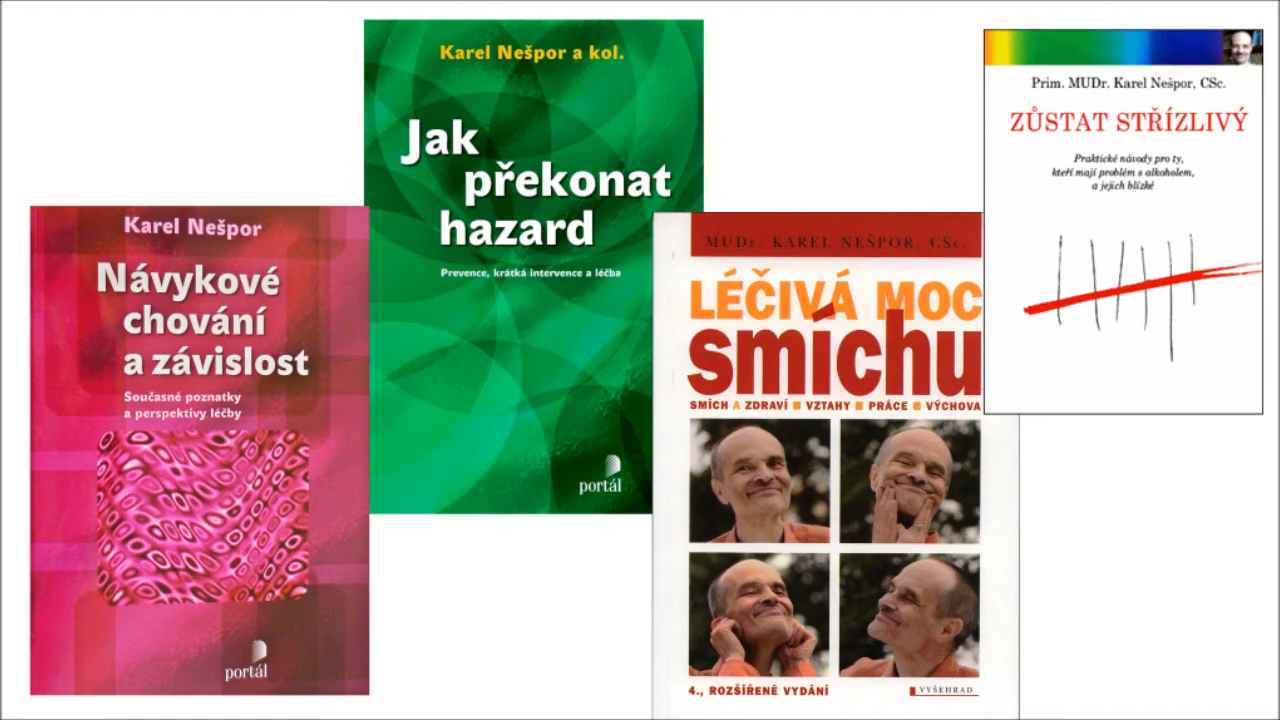 Karel Nešpor
Návykové
chování
a závislost
Současné poznatky
a perspektivy léčby
portál
Karel Nešpor a kol.
Jak
překonat
hazard
Prevence, krátká intervence a léčba
portál
MUDr. KAREL NEŠPOR, CSc.
LÉČIVÁ MOC
smíchu
SMÍCH A ZDRAVÍ ■ VZTAHY ■ PRÁCE ■ VÝCHOVA
4., ROZŠÍŘENÉ VYDÁNÍ
VYŠEHRAD
Prim. MUDr. Karel Nešpor, CSc.
ZŮSTAT STŘÍZLIVÝ
Praktické návody pro ty,
kteří mají problém s alkoholem,
a jejich blízké